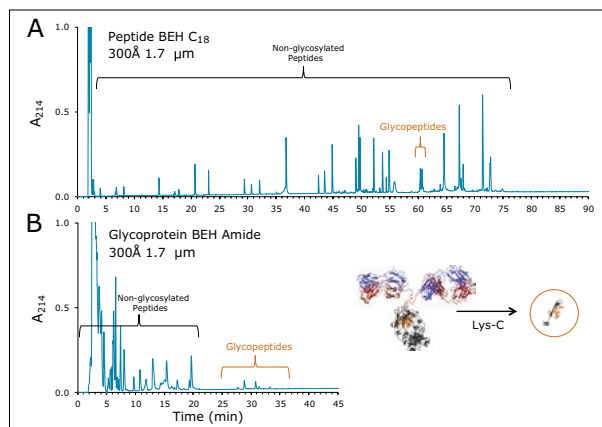 A
Peptide BEH C18
300Å 1.7 µm
Non-glycosylated
Peptides
Glycopeptides
A214
1.0
0.5
0.0
0 5 10 15 20 25 30 35 40 45 50 55 60 65 70 75 80 85 90
B
Glycoprotein BEH Amide
300Å 1.7 µm
Non-glycosylated
Peptides
Glycopeptides
A214
1.0
0.5
0.0
0 5 10 15 20 25 30 35 40 45
Time (min)
Lys-C